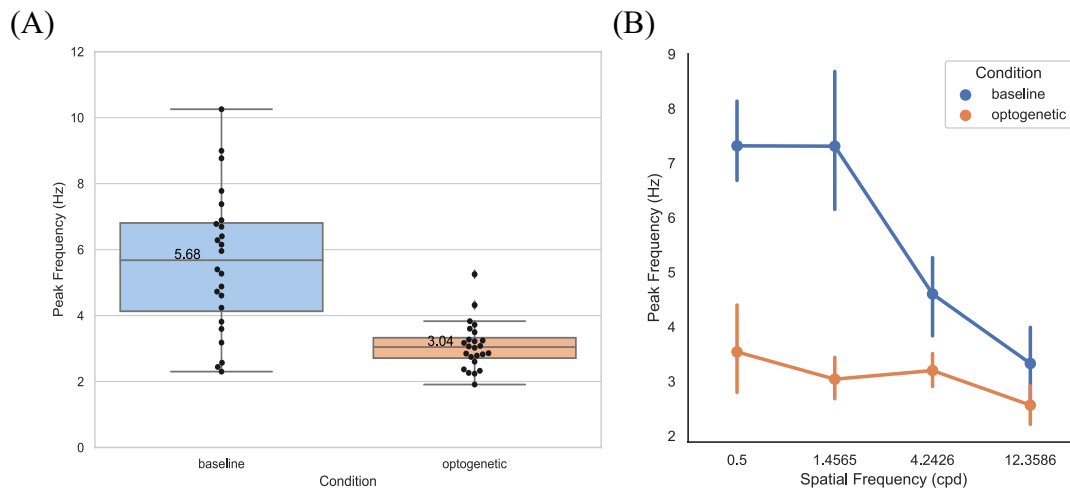 (A)
12
10
8
6
4
2
0
Peak Frequency (Hz)
5.68
3.04
baseline
optogenetic
Condition
(B)
9
8
7
6
5
4
3
2
Peak Frequency (Hz)
Condition
baseline
optogenetic
0.5
1.4565
4.2426
12.3586
Spatial Frequency (cpd)